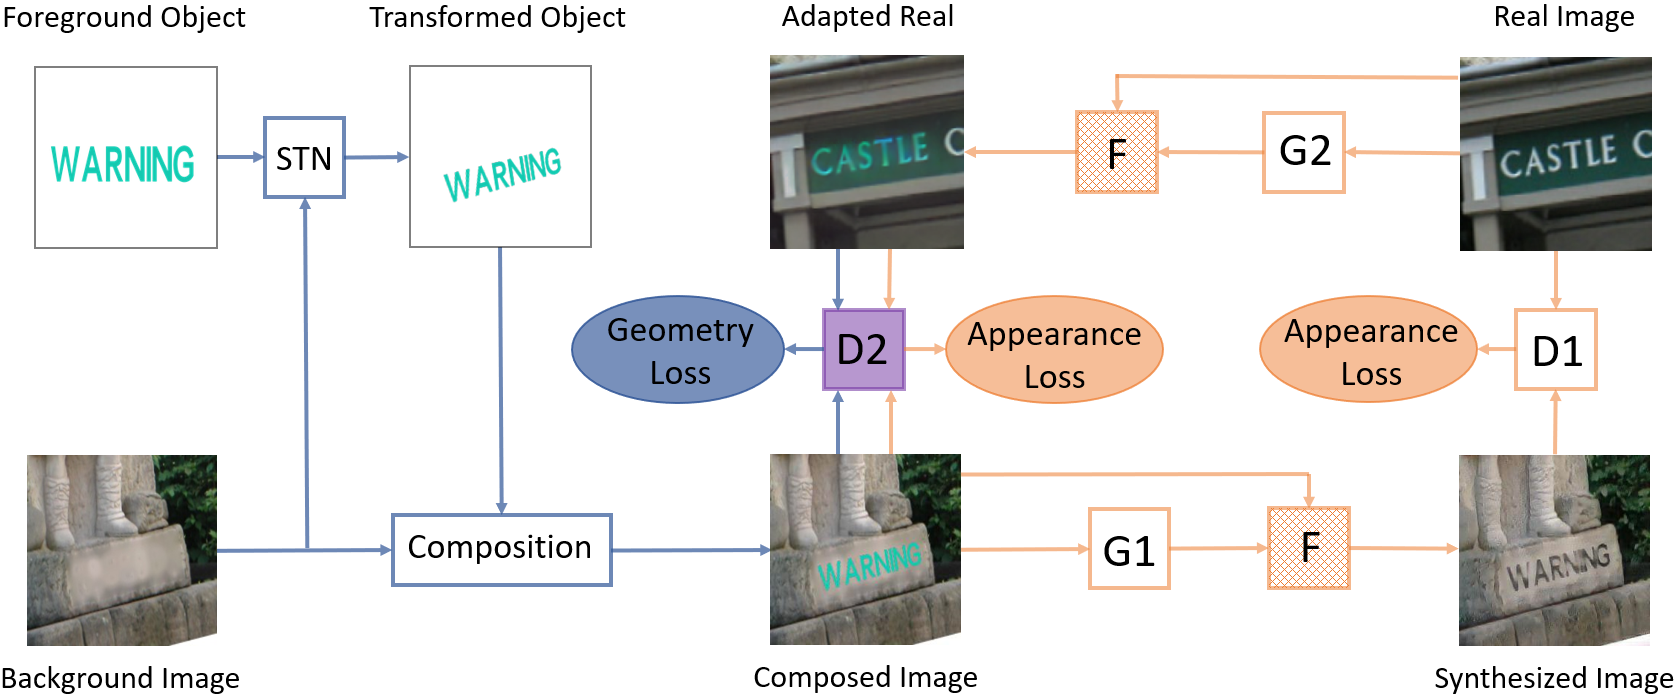 Foreground Object
Transformed Object
Adapted Real
Real Image
WARNING
STN
WARNING
T CASTLE C
F
G2
T CASTLE C
Geometry
Loss
D2
Appearance
Loss
Appearance
Loss
D1
Composition
WARNING
G1
F
WARNING
Background Image
Composed Image
Synthesized Image